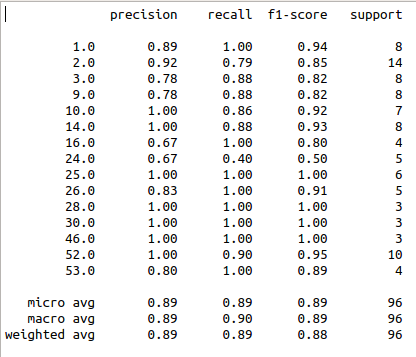 precision recall f1-score support
1.0 0.89 1.00 0.94 8
2.0 0.92 0.79 0.85 14
3.0 0.78 0.88 0.82 8
9.0 0.78 0.88 0.82 8
10.0 1.00 0.86 0.92 7
14.0 1.00 0.88 0.93 8
16.0 0.67 1.00 0.80 4
24.0 0.67 0.40 0.50 5
25.0 1.00 1.00 1.00 6
26.0 0.83 1.00 0.91 5
28.0 1.00 1.00 1.00 3
30.0 1.00 1.00 1.00 3
46.0 1.00 1.00 1.00 3
52.0 1.00 0.90 0.95 10
53.0 0.80 1.00 0.89 4
micro avg 0.89 0.89 0.89 96
macro avg 0.89 0.90 0.89 96
weighted avg 0.89 0.89 0.88 96